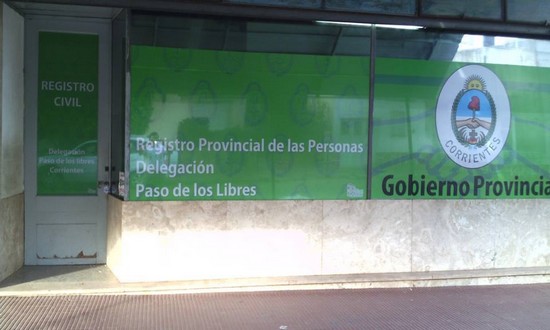 REGISTRO
CIVIL
Delegación
Paso de los libres
Corrientes
Registro Provincial de las Personas
Delegación
Paso de los Libres
CORRIENTES
Gobierno Provincia